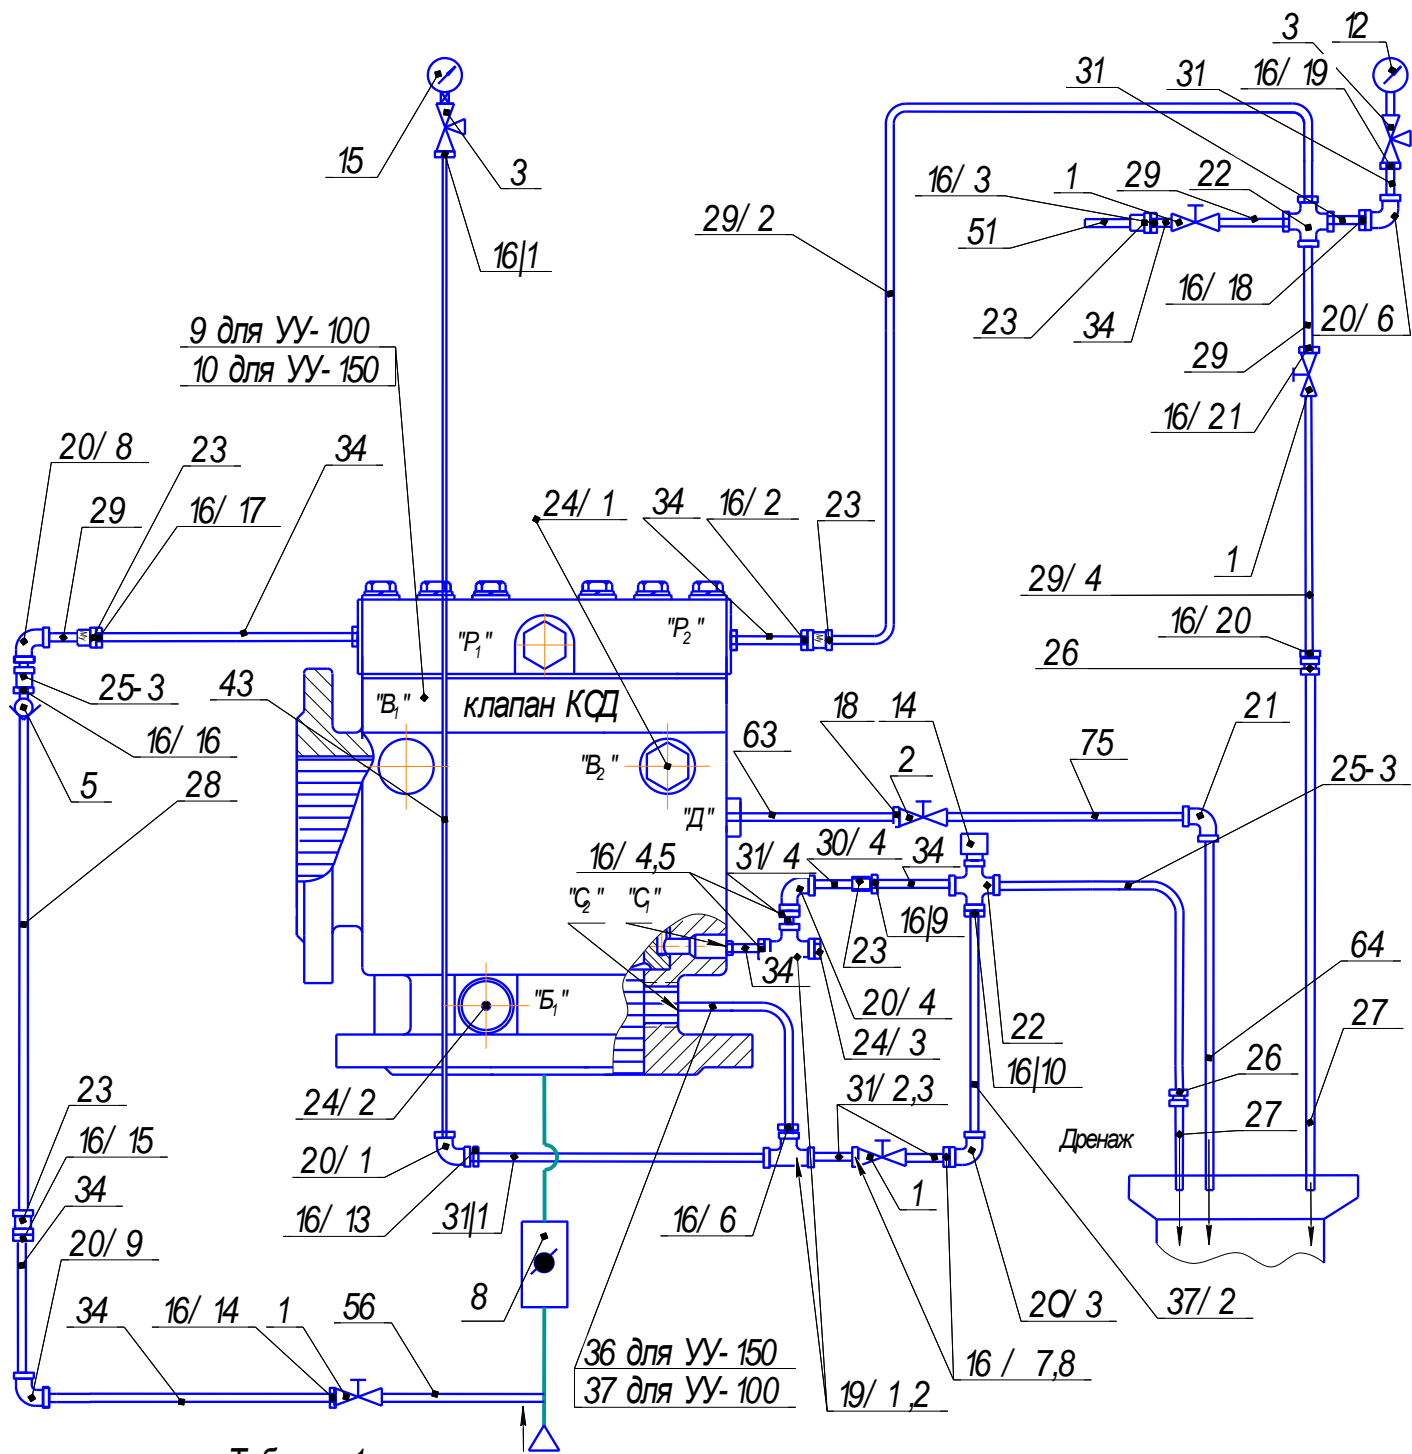 3 12
31 31 16/ 19
15 3 16/ 3 1 29 22
29/ 2 51
16|1
16/ 18
23 34 20/ 6
9 для УУ-100
10 для УУ-150
29
16/ 21
20/ 8 23 34
29 16/ 17 24/ 1 34 16/ 2 23
1
29/ 4
"Р₁" "Р₂" 16/ 20
26
25-3 43 "В₁" клапан КСД
16/ 16 "В₂" 63 18 14 21
5 2 75 25-3
28 "Д"
16/ 4,5 31/ 4 30/ 4 34
"С₂" "С₁" 16|9
34 23 64
"Б₁" 20/ 4 22 27
24/ 3
16|10 26
23 24/ 2 31/ 2,3
16/ 15 20/ 1 Дренаж 27
34 16/ 13 31|1 16/ 6 1
20/ 9
8 20/ 3 37/ 2
34 16/ 14 1 56
36 для УУ-150 16 / 7,8
37 для УУ-100 19/ 1,2